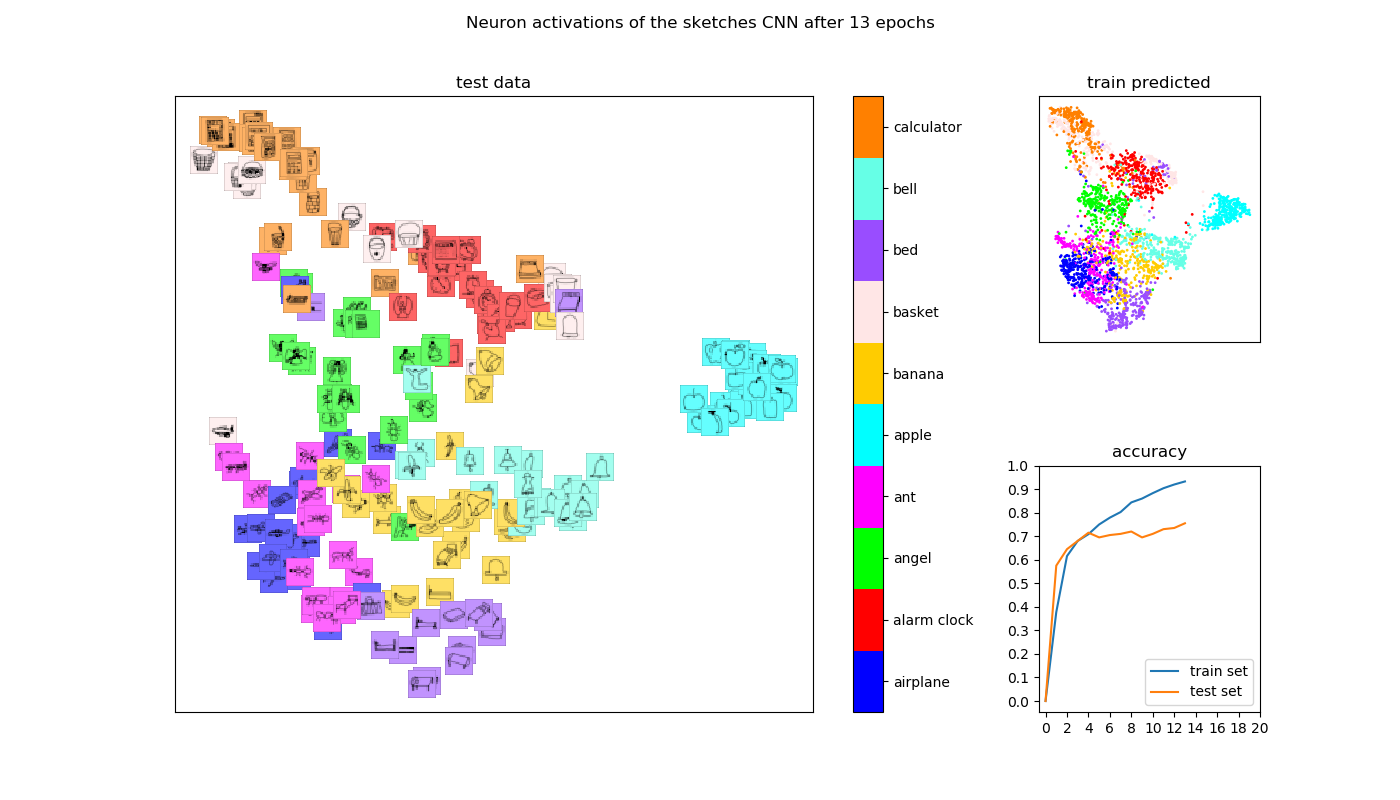 Neuron activations of the sketches CNN after 13 epochs
test data
calculator
bell
bed
basket
banana
apple
ant
angel
alarm clock
airplane
train predicted
accuracy
1.0
0.9
0.8
0.7
0.6
0.5
0.4
0.3
0.2
0.1
0.0
train set
test set
0 2 4 6 8 10 12 14 16 18 20